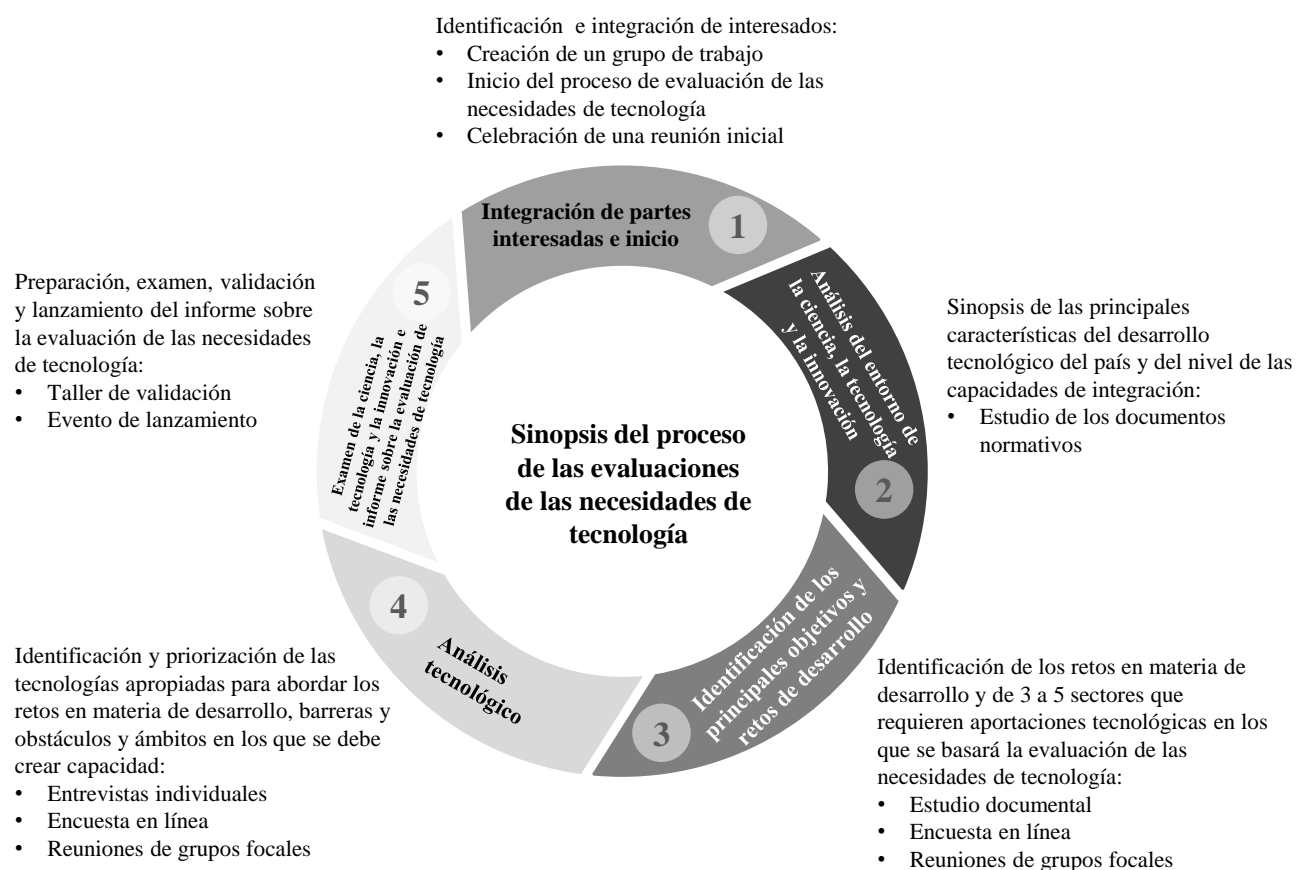 Identificación e integración de interesados:
• Creación de un grupo de trabajo
• Inicio del proceso de evaluación de las
necesidades de tecnología
• Celebración de una reunión inicial
Integración de partes
interesadas e inicio
1
Análisis del entorno de
la ciencia, la tecnología
y la innovación
2
Sinopsis de las principales
características del desarrollo
tecnológico del país y del nivel de las
capacidades de integración:
• Estudio de los documentos
normativos
Sinopsis del proceso
de las evaluaciones
de las necesidades de
tecnología
Identificación de los
principales objetivos y
retos de desarrollo
3
Identificación de los retos en materia de
desarrollo y de 3 a 5 sectores que
requieren aportaciones tecnológicas en los
que se basará la evaluación de las
necesidades de tecnología:
• Estudio documental
• Encuesta en línea
• Reuniones de grupos focales
4
Análisis
tecnológico
Identificación y priorización de las
tecnologías apropiadas para abordar los
retos en materia de desarrollo, barreras y
obstáculos y ámbitos en los que se debe
crear capacidad:
• Entrevistas individuales
• Encuesta en línea
• Reuniones de grupos focales
5
Examen de la ciencia, la
tecnología y la innovación e
informe sobre la evaluación de
las necesidades de tecnología
Preparación, examen, validación
y lanzamiento del informe sobre
la evaluación de las necesidades
de tecnología:
• Taller de validación
• Evento de lanzamiento